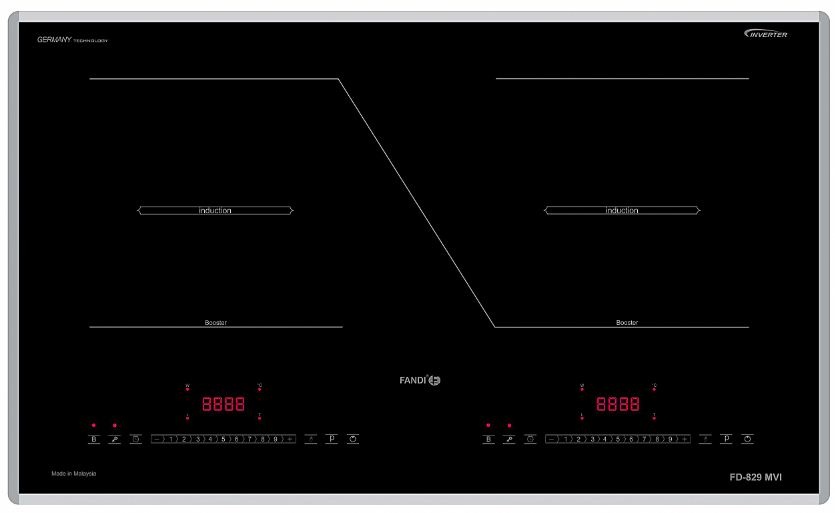 GERMANY TECHNOLOGY
INVERTER
induction
induction
Booster
Booster
FANDI
W °C
W °C
8888
8888
L T
L T
B − 1 2 3 4 5 6 7 8 9 + P
B − 1 2 3 4 5 6 7 8 9 + P
Made in Malaysia
FD-829 MVI